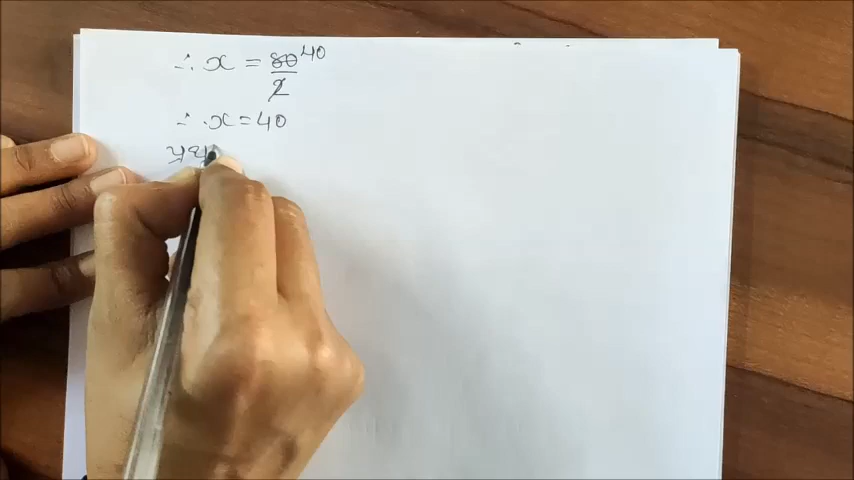 ∴ x = 80/2 40
∴ x = 40